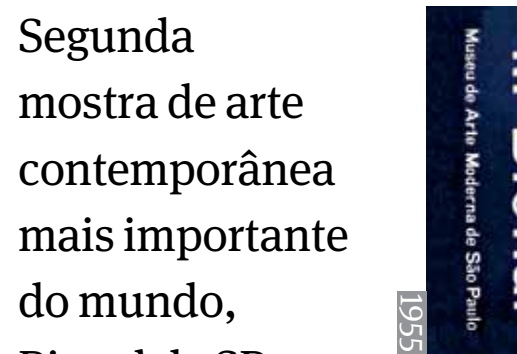 Segunda
mostra de arte
contemporânea
mais importante
do mundo,
1955
Museu de Arte Moderna de São Paulo